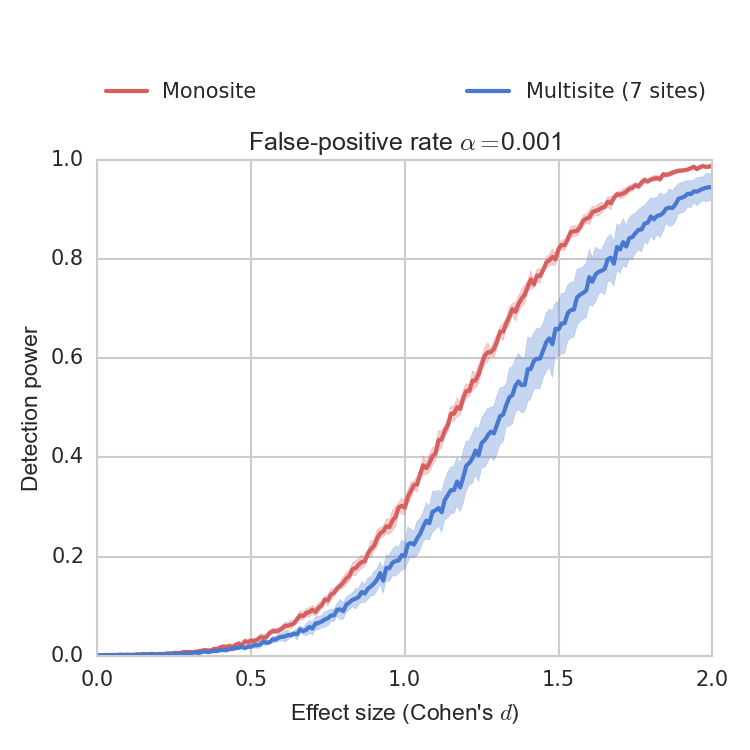 Monosite
Multisite (7 sites)
False-positive rate α=0.001
1.0
0.8
0.6
0.4
0.2
0.0
Detection power
0.0
0.5
1.0
1.5
2.0
Effect size (Cohen's d)